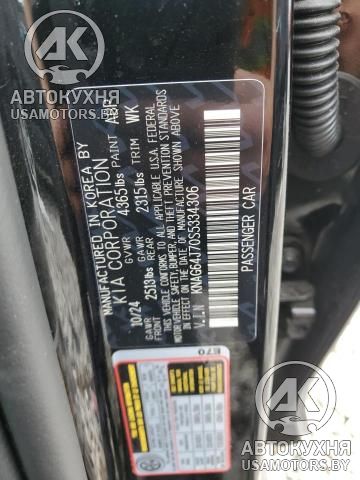 АВТОКУХНЯ
USAMOTORS.BY
MANUFACTURED IN KOREA BY
KIA CORPORATION
10/24 GVWR 4365lbs PAINT ABP
GAWR FRONT 2513lbs GAWR REAR 2315lbs TRIM WK
THIS VEHICLE CONFORMS TO ALL APPLICABLE U.S.A. FEDERAL
MOTOR VEHICLE SAFETY, BUMPER, AND THEFT PREVENTION
STANDARDS IN EFFECT ON THE DATE OF MANUFACTURE SHOWN ABOVE.
V.I.N : KNAG64J70S5334306
PASSENGER CAR
E70
АВТОКУХНЯ
USAMOTORS.BY